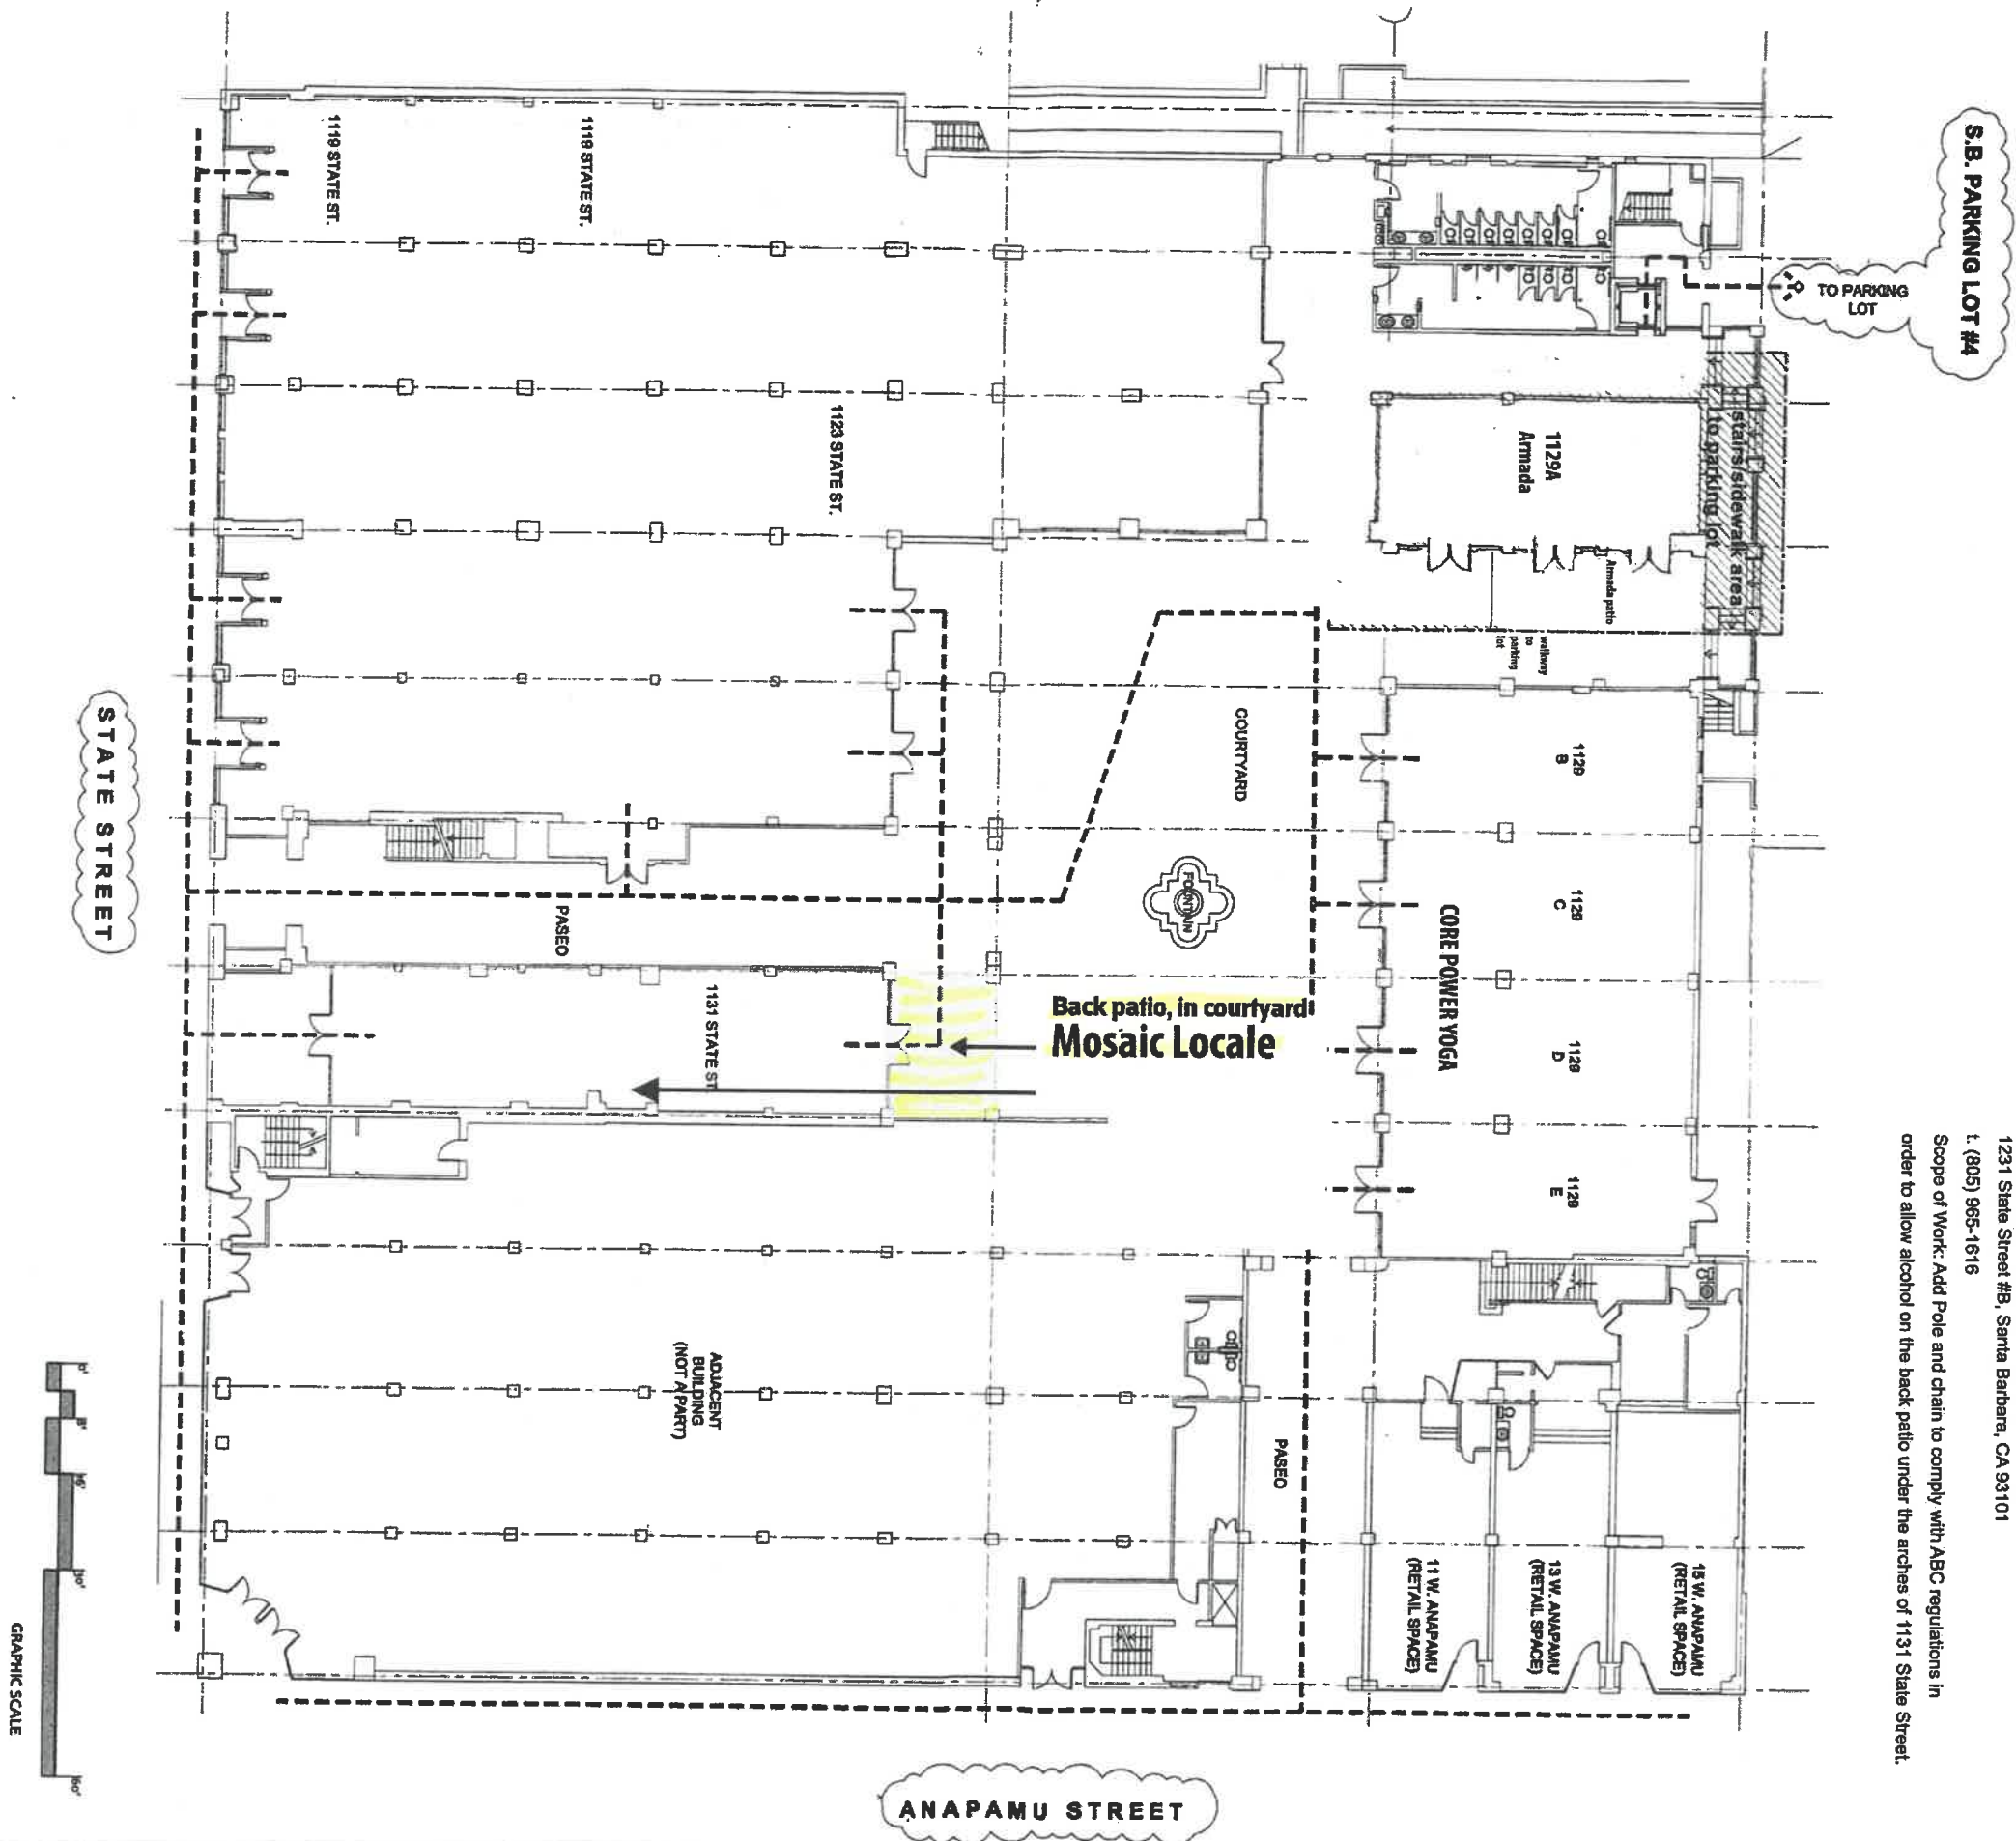 S.B. PARKING LOT #4
TO PARKING
LOT
1119 STATE ST.
1119 STATE ST.
1123 STATE ST.
1129A
Armada
stairs/sidewalk area
to parking lot
Armada patio
walkway
to
parking
lot
COURTYARD
1129
B
1129
C
1129
D
1129
E
CORE POWER YOGA
FOUNTAIN
STATE STREET
PASEO
1131 STATE ST.
Back patio, in courtyard
Mosaic Locale
1231 State Street #B, Santa Barbara, CA 93101
t. (805) 965-1616
Scope of Work: Add Pole and chain to comply with ABC regulations in
order to allow alcohol on the back patio under the arches of 1131 State Street.
ADJACENT
BUILDING
(NOT A PART)
PASEO
11 W. ANAPAMU
(RETAIL SPACE)
13 W. ANAPAMU
(RETAIL SPACE)
15 W. ANAPAMU
(RETAIL SPACE)
0'
8'
16'
30'
60'
GRAPHIC SCALE
ANAPAMU STREET